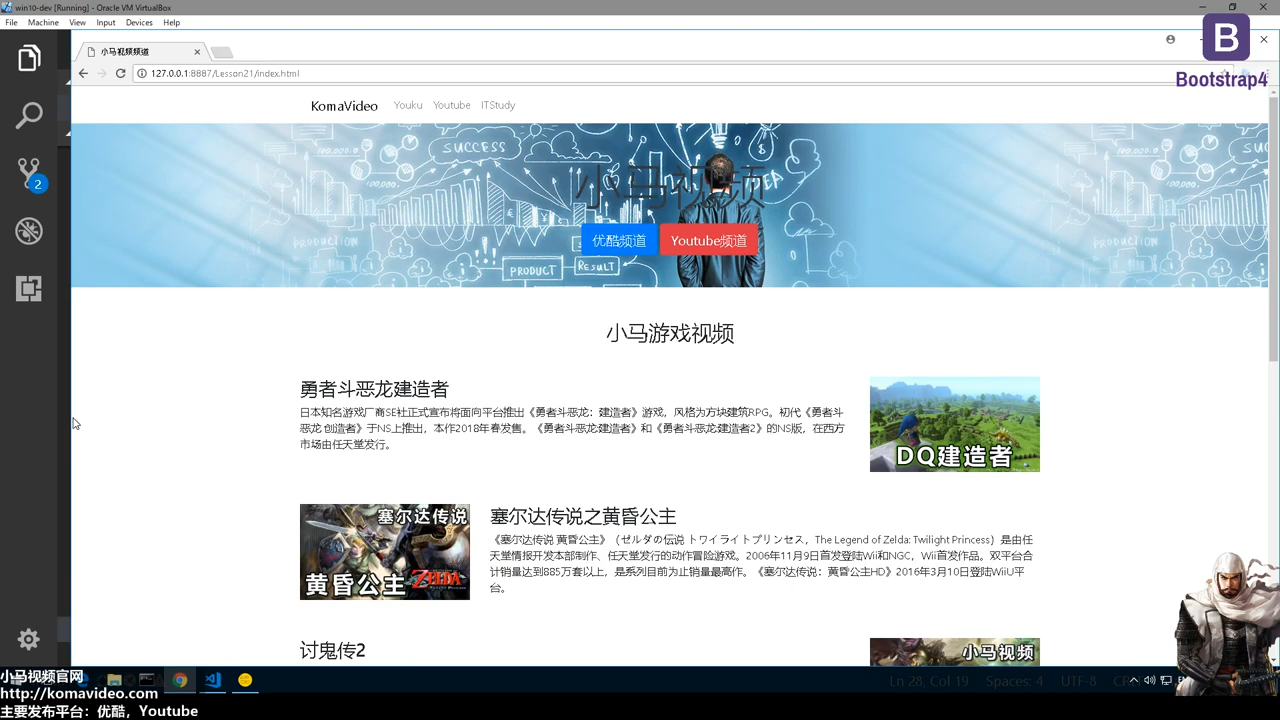 win10-dev [Running] - Oracle VM VirtualBox
File Machine View Input Devices Help
小马视频频道
127.0.0.1:8887/Lesson21/index.html
B
Bootstrap4
KomaVideo Youku Youtube ITStudy
SUCCESS
100,000.
PRODUCTION
PRODUCT
RESULT
小马视频
优酷频道 Youtube频道
小马游戏视频
勇者斗恶龙建造者
日本知名游戏厂商SE社正式宣布将面向平台推出《勇者斗恶龙：建造者》游戏，风格为方块建筑RPG。初代《勇者斗
恶龙 创造者》于NS上推出，本作2018年春发售。《勇者斗恶龙:建造者》和《勇者斗恶龙:建造者2》的NS版，在西方
市场由任天堂发行。
DQ建造者
塞尔达传说
黄昏公主 ZELDA
塞尔达传说之黄昏公主
《塞尔达传说 黄昏公主》（ゼルダの伝説 トワイライトプリンセス，The Legend of Zelda: Twilight Princess）是由任
天堂情报开发本部制作、任天堂发行的动作冒险游戏。2006年11月9日首发登陆Wii和NGC，Wii首发作品。双平台合
计销量达到885万套以上，是系列目前为止销量最高作。《塞尔达传说：黄昏公主HD》2016年3月10日登陆WiiU平
台。
讨鬼传2
小马视频
2
Ln 28, Col 19 Spaces: 4 UTF-8
小马视频官网
http://komavideo.com
主要发布平台：优酷，Youtube